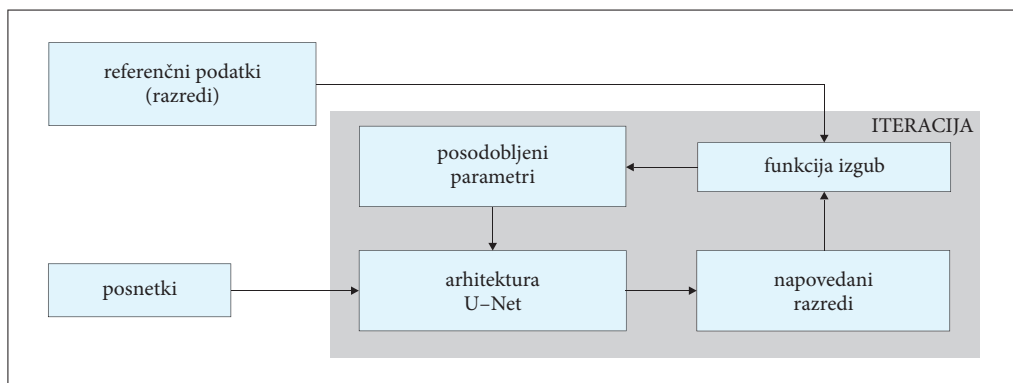 referenčni podatki
(razredi)
ITERACIJA
posodobljeni
parametri
funkcija izgub
posnetki
arhitektura
U–Net
napovedani
razredi